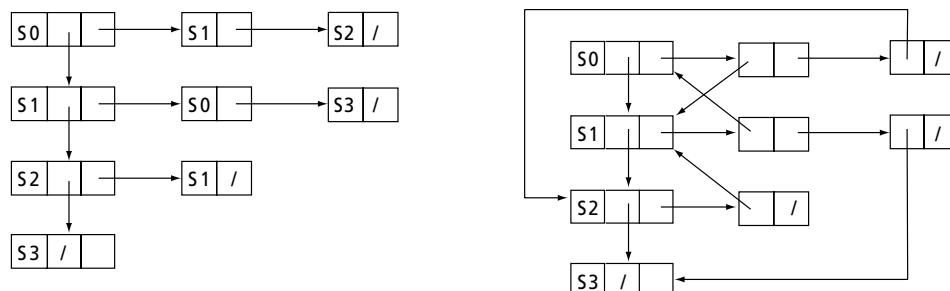 S0 S1 S2 /
S1 S0 S3 /
S2 S1 /
S3 /
S0 /
S1 /
S2 /
S3 /